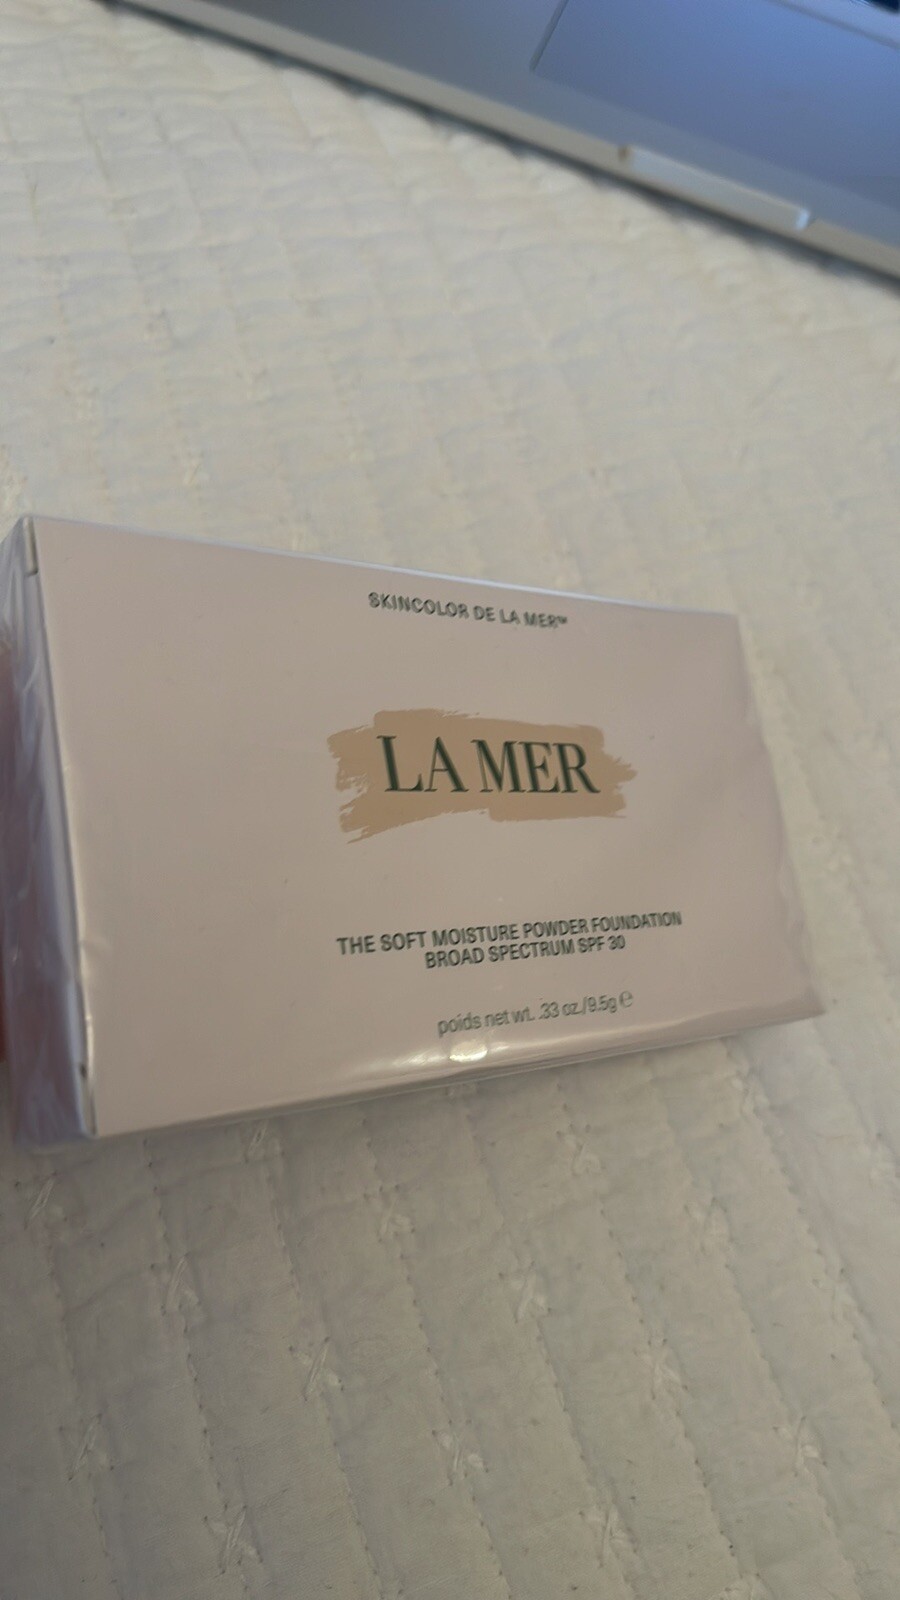 SKINCOLOR DE LA MER™
LA MER
THE SOFT MOISTURE POWDER FOUNDATION
BROAD SPECTRUM SPF 30
poids net wt. .33 oz./9.5g ℮